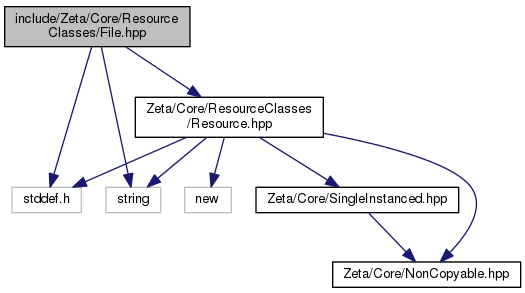 include/Zeta/Core/Resource
Classes/File.hpp
Zeta/Core/ResourceClasses
/Resource.hpp
stddef.h
string
new
Zeta/Core/SingleInstanced.hpp
Zeta/Core/NonCopyable.hpp